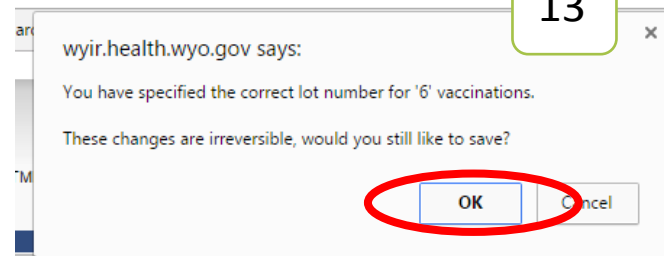 13
wyir.health.wyo.gov says:
You have specified the correct lot number for '6' vaccinations.
These changes are irreversible, would you still like to save?
OK
Cancel